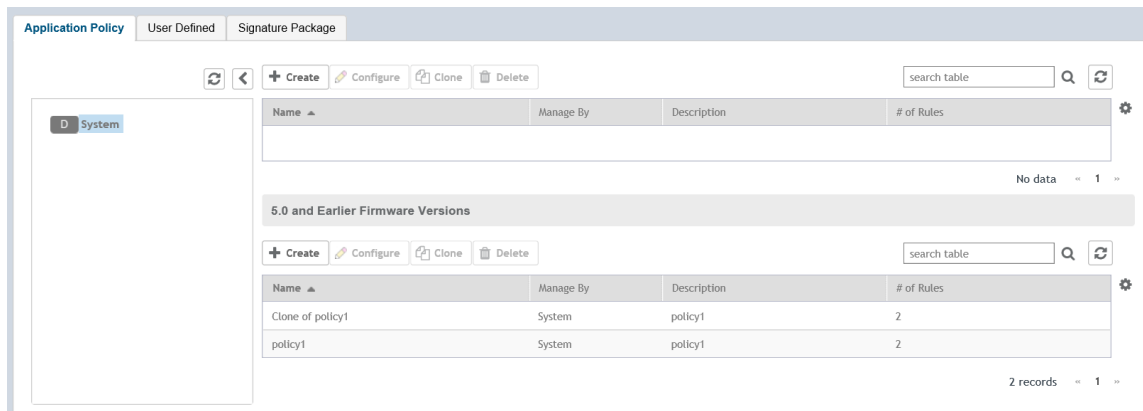 Application Policy User Defined Signature Package
Create Configure Clone Delete search table
D System
Name Manage By Description # of Rules
No data « 1 »
5.0 and Earlier Firmware Versions
Create Configure Clone Delete search table
Name Manage By Description # of Rules
Clone of policy1 System policy1 2
policy1 System policy1 2
2 records « 1 »